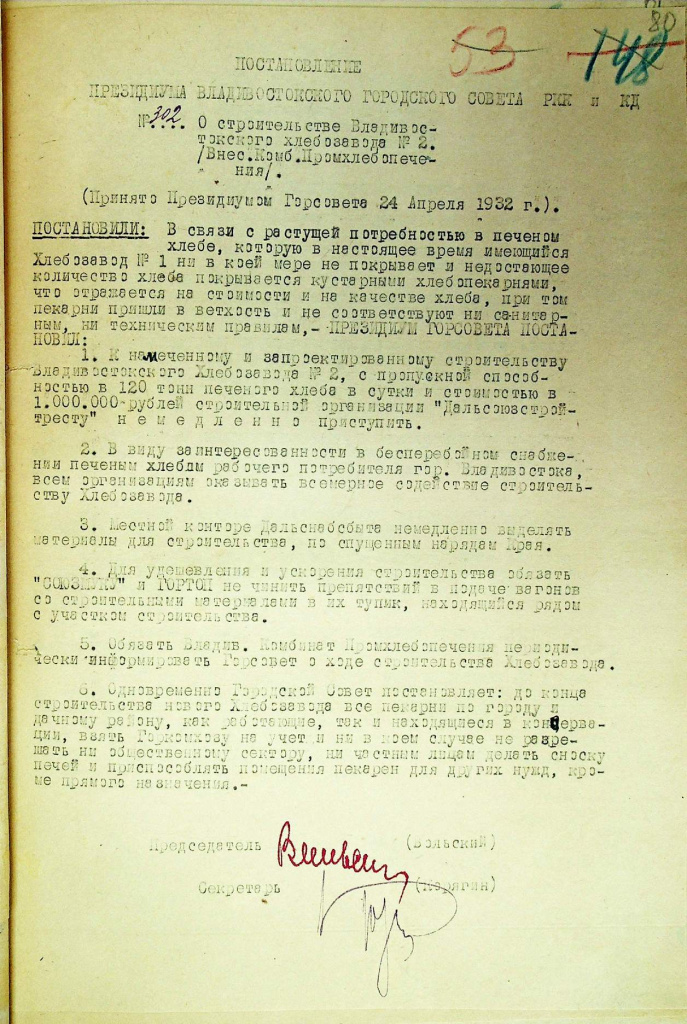 80
53
148
ПОСТАНОВЛЕНИЕ
ПРЕЗИДИУМА ВЛАДИВОСТОКСКОГО ГОРОДСКОГО СОВЕТА РКК и КД
№ 302 О строительстве Владивос-
токского хлебозавода № 2.
/Внес.Комб.Промхлебопече-
ния/.
(Принято Президиумом Горсовета 24 Апреля 1932 г.).
ПОСТАНОВИЛИ: В связи с растущей потребностью в печеном
хлебе, которую в настоящее время имеющийся
Хлебозавод № 1 ни в коей мере не покрывает и недостающее
количество хлеба покрывается кустарными хлебопекарнями,
что отражается на стоимости и на качестве хлеба, при том
пекарни пришли в ветхость и не соответствуют ни санитар-
ным, ни техническим правилам,- ПРЕЗИДИУМ ГОРСОВЕТА ПОСТА-
НОВИЛ:
1. К намеченному и запроектированному строительству
Владивостокского Хлебозавода № 2, с пропускной способ-
ностью в 120 тонн печеного хлеба в сутки и стоимостью в
1.000.000 рублей строительной организации "Дальсоюзстрой-
тресту" н е м е д л е н н о приступить.
2. В виду заинтересованности в бесперебойном снабже-
нии печеным хлебом рабочего потребителя гор. Владивостока,
всем организациям оказывать всемерное содействие строитель-
ству Хлебозавода.
3. Местной конторе Дальснабсбыта немедленно выделять
материалы для строительства, по спущенным нарядам Края.
4. Для удешевления и ускорения строительства обязать
и ГОРТОП не чинить препятствий в подаче вагонов
со строительными материалами в их тупик, находящийся рядом
с участком строительства.
5. Обязать Владив. Комбинат Промхлебопечения периоди-
чески информировать Горсовет о ходе строительства Хлебозавода.
6. Одновременно Городской Совет постановляет: до конца
строительства нового Хлебозавода все пекарни по городу и
дачному району, как работающие, так и находящиеся в консерва-
ции, взять Горкомхозу на учет и ни в коем случае не разре-
шать ни общественному сектору, ни частным лицам делать сноску
печей и приспособлять помещения пекарен для других нужд, кро-
ме прямого назначения.-
Председатель (Вольский)
Секретарь (Карягин)